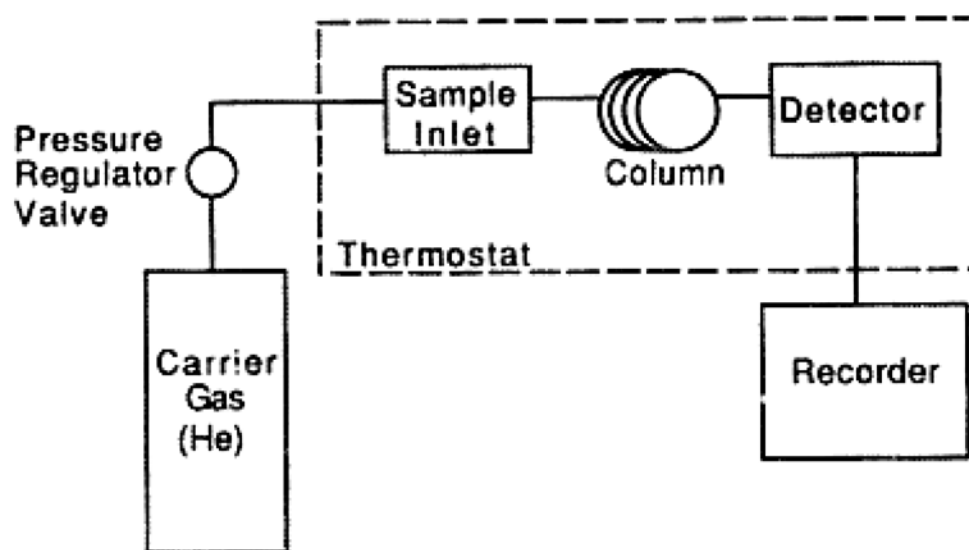 Sample
Inlet
Detector
Column
Pressure
Regulator
Valve
Thermostat
Carrier
Gas
(He)
Recorder